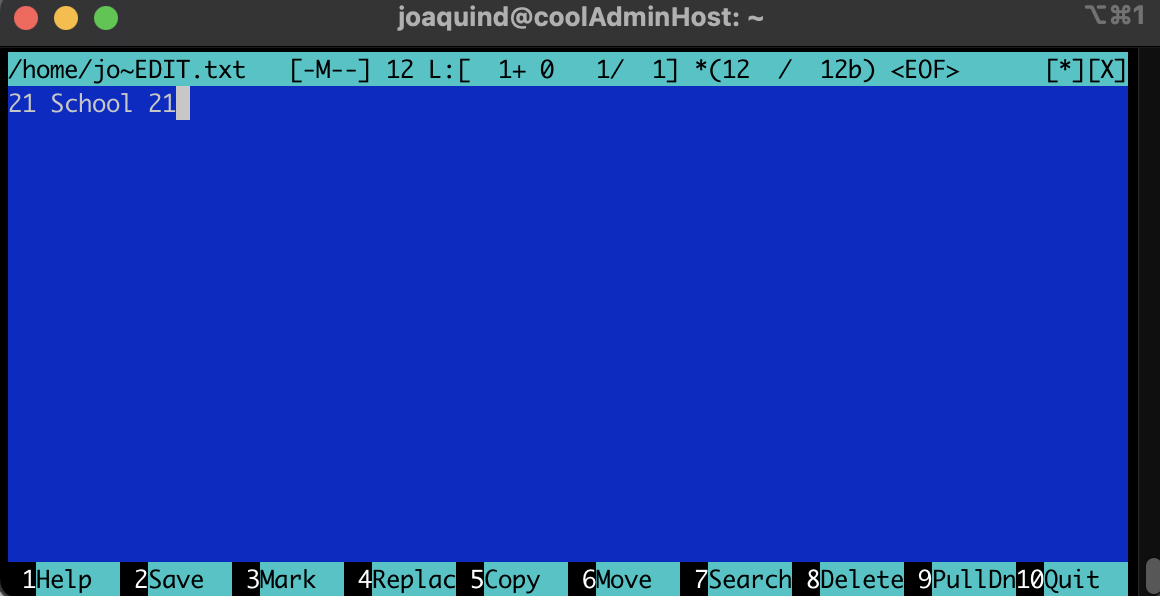 joaquind@coolAdminHost: ~ ⌥⌘1
/home/jo~EDIT.txt [-M--] 12 L:[ 1+ 0 1/ 1] *(12 / 12b) <EOF> [*][X]
21 School 21
1Help 2Save 3Mark 4Replac 5Copy 6Move 7Search 8Delete 9PullDn 10Quit